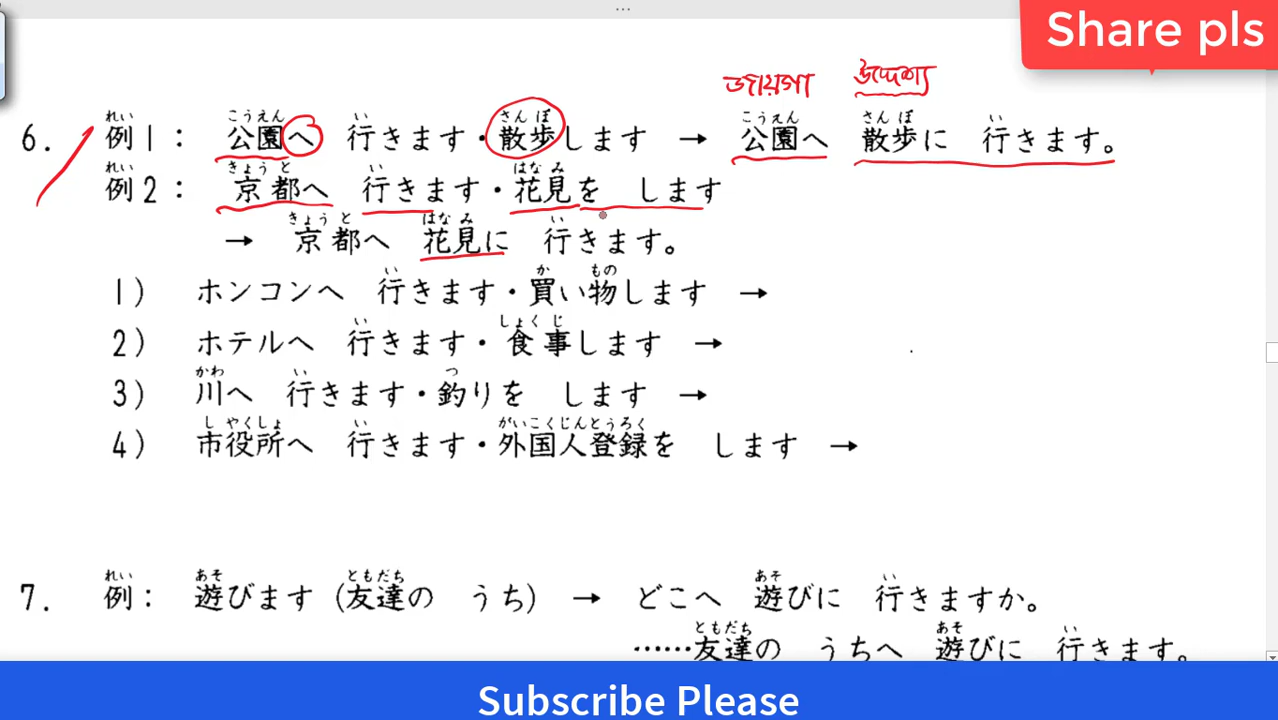 Share pls
জায়গা উদ্দেশ্য
6. 例1： 公園へ 行きます・散歩します → 公園へ 散歩に 行きます。
例2： 京都へ 行きます・花見を します
→ 京都へ 花見に 行きます。
1) ホンコンへ 行きます・買い物します →
2) ホテルへ 行きます・食事します →
3) 川へ 行きます・釣りを します →
4) 市役所へ 行きます・外国人登録を します →
7. 例： 遊びます (友達の うち) → どこへ 遊びに 行きますか。
……友達の うちへ 遊びに 行きます。
Subscribe Please